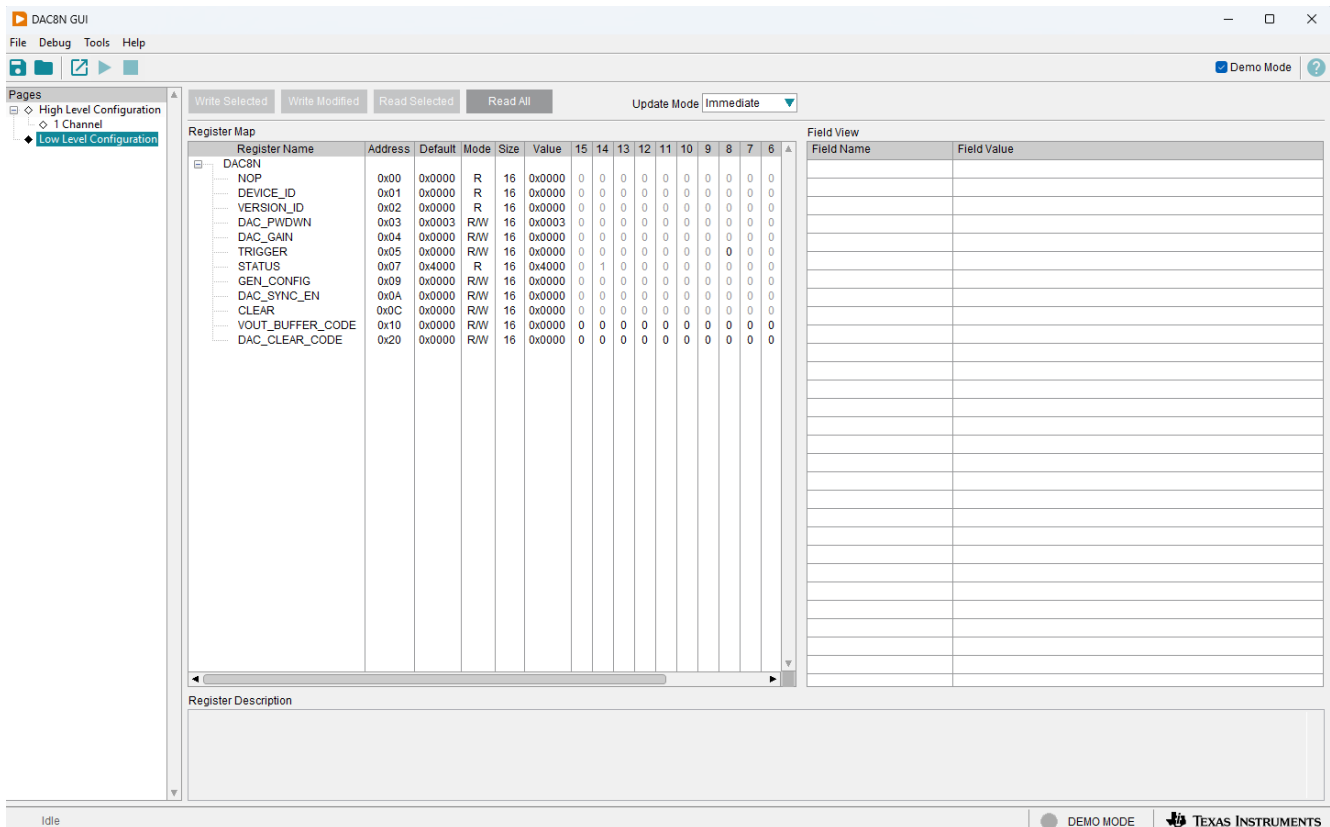 DAC8N GUI
File Debug Tools Help
Demo Mode
Pages
High Level Configuration
1 Channel
Low Level Configuration
Write Selected Write Modified Read Selected Read All Update Mode Immediate
Register Map
Register Name Address Default Mode Size Value 15 14 13 12 11 10 9 8 7 6
DAC8N
NOP 0x00 0x0000 R 16 0x0000 0 0 0 0 0 0 0 0 0 0
DEVICE_ID 0x01 0x0000 R 16 0x0000 0 0 0 0 0 0 0 0 0 0
VERSION_ID 0x02 0x0000 R 16 0x0000 0 0 0 0 0 0 0 0 0 0
DAC_PWDWN 0x03 0x0003 R/W 16 0x0003 0 0 0 0 0 0 0 0 0 0
DAC_GAIN 0x04 0x0000 R/W 16 0x0000 0 0 0 0 0 0 0 0 0 0
TRIGGER 0x05 0x0000 R/W 16 0x0000 0 0 0 0 0 0 0 0 0 0
STATUS 0x07 0x4000 R 16 0x4000 0 1 0 0 0 0 0 0 0 0
GEN_CONFIG 0x09 0x0000 R/W 16 0x0000 0 0 0 0 0 0 0 0 0 0
DAC_SYNC_EN 0x0A 0x0000 R/W 16 0x0000 0 0 0 0 0 0 0 0 0 0
CLEAR 0x0C 0x0000 R/W 16 0x0000 0 0 0 0 0 0 0 0 0 0
VOUT_BUFFER_CODE 0x10 0x0000 R/W 16 0x0000 0 0 0 0 0 0 0 0 0 0
DAC_CLEAR_CODE 0x20 0x0000 R/W 16 0x0000 0 0 0 0 0 0 0 0 0 0
Field View
Field Name Field Value
Register Description
Idle
DEMO MODE
TEXAS INSTRUMENTS